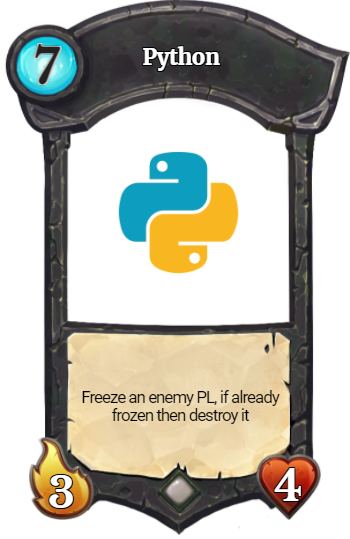 7
Python
Freeze an enemy PL, if already
frozen then destroy it
3
4